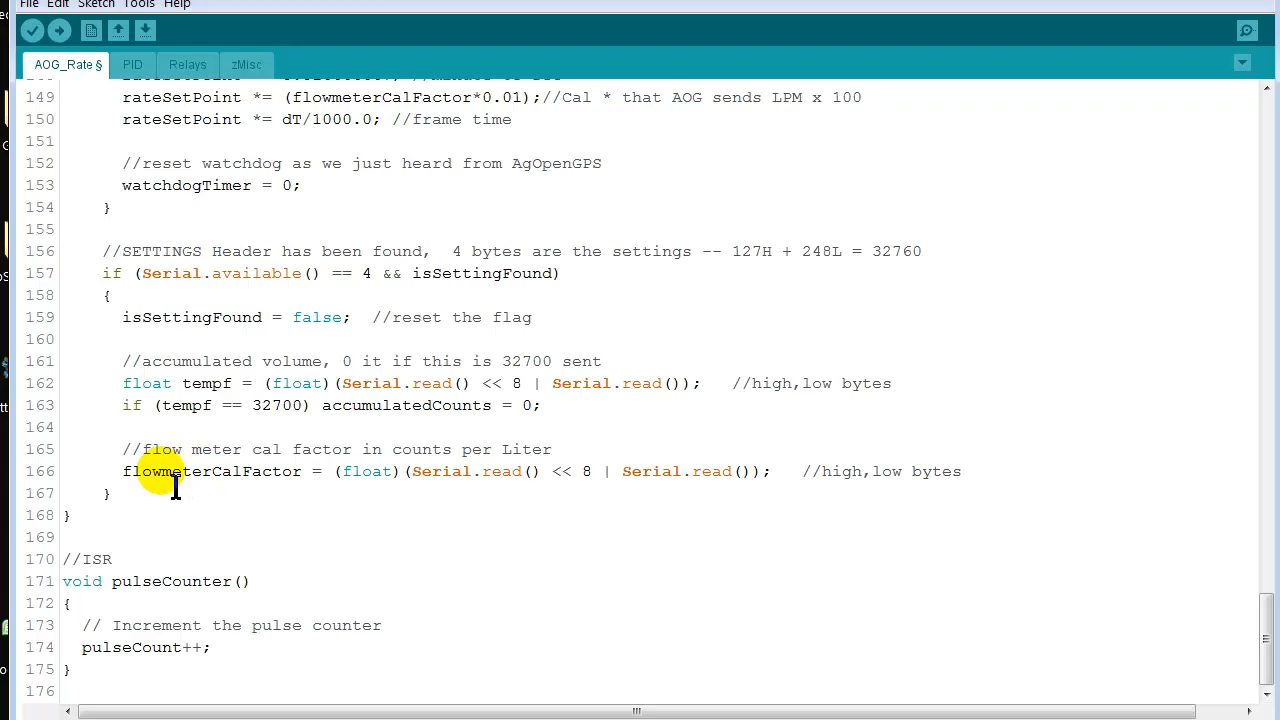 File Edit Sketch Tools Help
AOG_Rate § PID Relays zMisc
149 rateSetPoint *= (flowmeterCalFactor*0.01);//Cal * that AOG sends LPM x 100
150 rateSetPoint *= dT/1000.0; //frame time
151
152 //reset watchdog as we just heard from AgOpenGPS
153 watchdogTimer = 0;
154 }
155
156 //SETTINGS Header has been found,  4 bytes are the settings -- 127H + 248L = 32760
157 if (Serial.available() == 4 && isSettingFound)
158 {
159 isSettingFound = false;  //reset the flag
160
161 //accumulated volume, 0 it if this is 32700 sent
162 float tempf = (float)(Serial.read() << 8 | Serial.read());   //high,low bytes
163 if (tempf == 32700) accumulatedCounts = 0;
164
165 //flow meter cal factor in counts per Liter
166 flowmeterCalFactor = (float)(Serial.read() << 8 | Serial.read());   //high,low bytes
167 }
168 }
169
170 //ISR
171 void pulseCounter()
172 {
173 // Increment the pulse counter
174 pulseCount++;
175 }
176